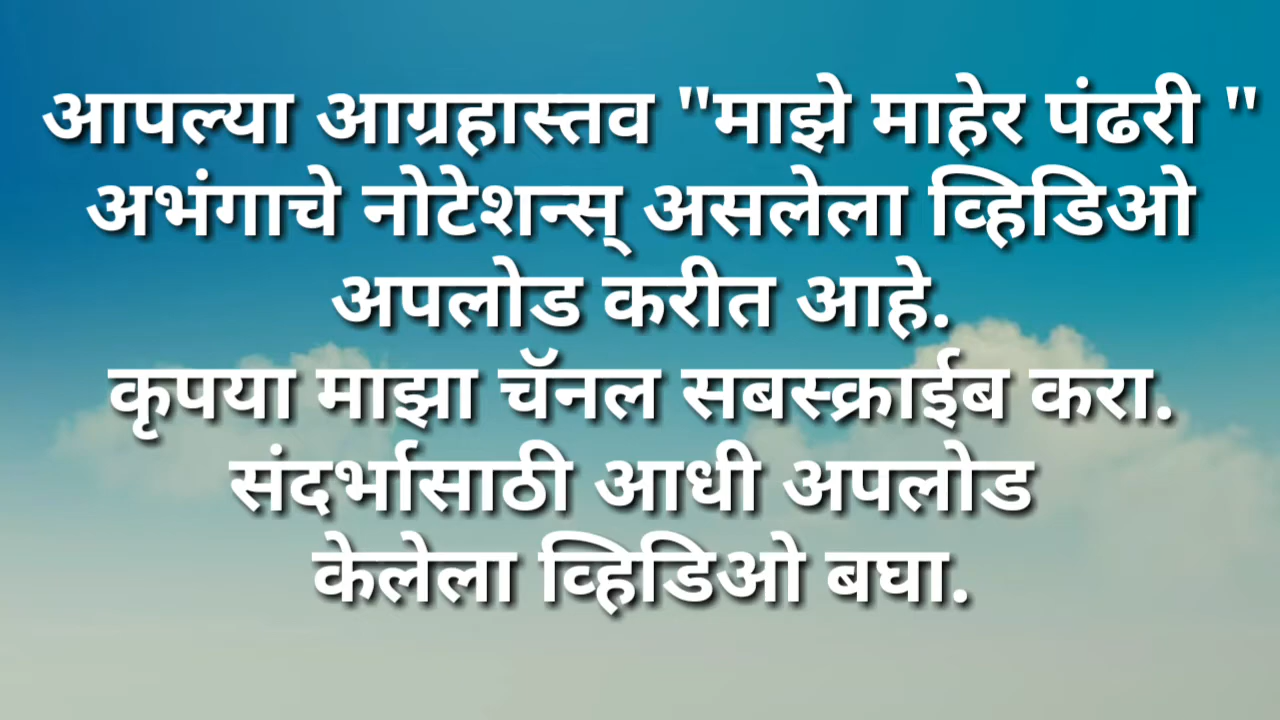 आपल्या आग्रहास्तव "माझे माहेर पंढरी "
अभंगाचे नोटेशन्स् असलेला व्हिडिओ
अपलोड करीत आहे.
कृपया माझा चॅनल सबस्क्राईब करा.
संदर्भासाठी आधी अपलोड
केलेला व्हिडिओ बघा.